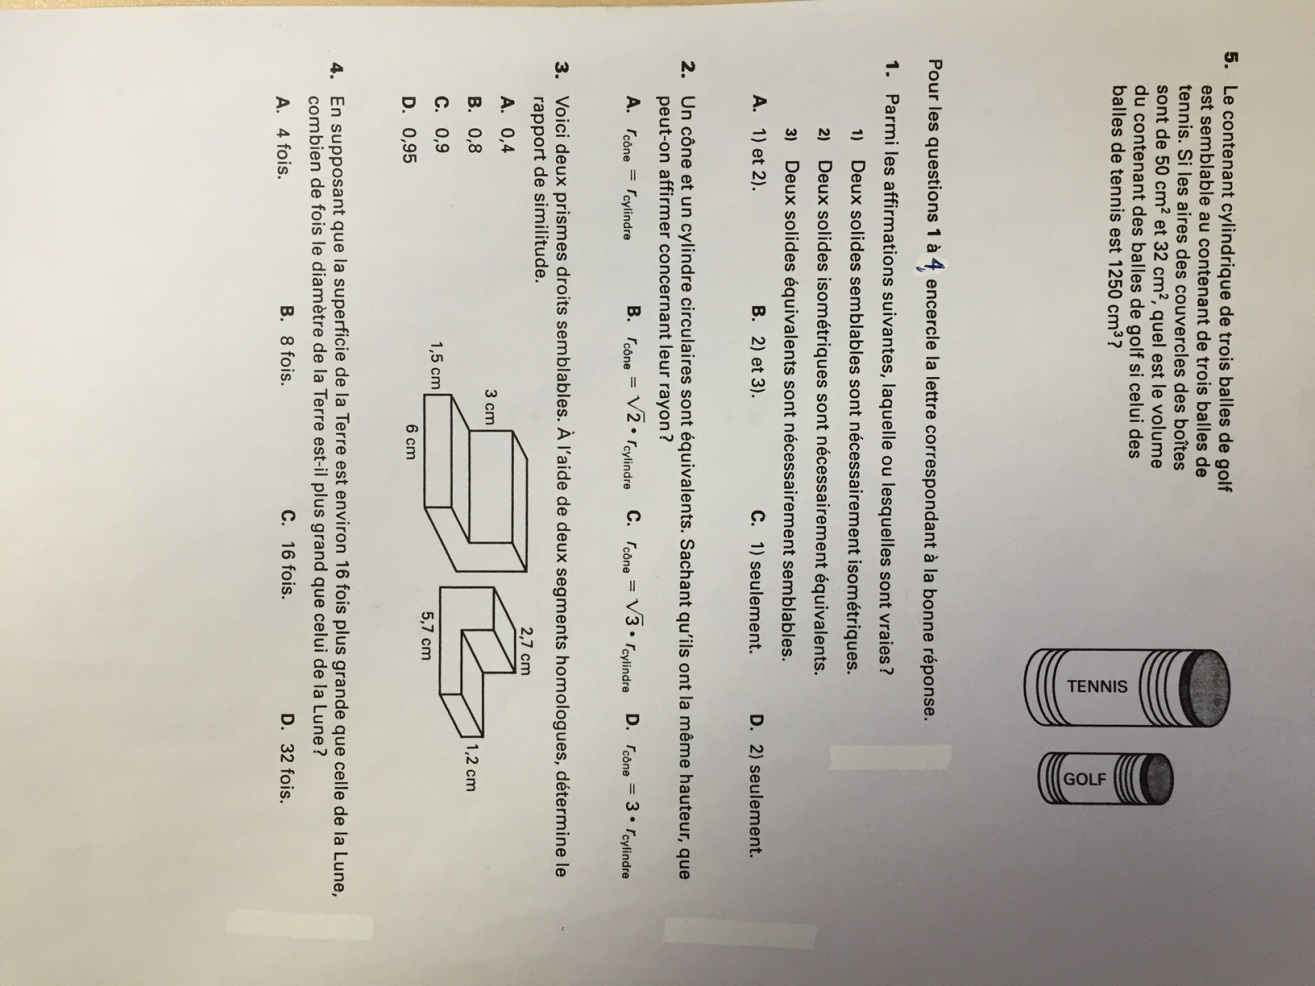 5. Le contenant cylindrique de trois balles de golf
est semblable au contenant de trois balles de
tennis. Si les aires des couvercles des boîtes
sont de 50 cm² et 32 cm², quel est le volume
du contenant des balles de golf si celui des
balles de tennis est 1250 cm³?
TENNIS
GOLF
Pour les questions 1 à 4, encercle la lettre correspondant à la bonne réponse.
1. Parmi les affirmations suivantes, laquelle ou lesquelles sont vraies?
1) Deux solides semblables sont nécessairement isométriques.
2) Deux solides isométriques sont nécessairement équivalents.
3) Deux solides équivalents sont nécessairement semblables.
A. 1) et 2). B. 2) et 3). C. 1) seulement. D. 2) seulement.
2. Un cône et un cylindre circulaires sont équivalents. Sachant qu'ils ont la même hauteur, que
peut-on affirmer concernant leur rayon?
A. r cône = r cylindre B. r cône = √2 • r cylindre C. r cône = √3 • r cylindre D. r cône = 3 • r cylindre
3. Voici deux prismes droits semblables. À l'aide de deux segments homologues, détermine le
rapport de similitude.
A. 0,4
B. 0,8
C. 0,9
D. 0,95
3 cm
1,5 cm
6 cm
2,7 cm
1,2 cm
5,7 cm
4. En supposant que la superficie de la Terre est environ 16 fois plus grande que celle de la Lune,
combien de fois le diamètre de la Terre est-il plus grand que celui de la Lune?
A. 4 fois. B. 8 fois. C. 16 fois. D. 32 fois.